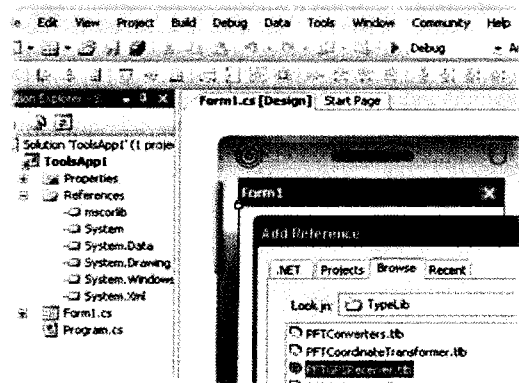 Edit View Project Build Debug Data Tools Window Community Help
Debug
Form1.cs [Design] Start Page
Solution 'ToolsApp1' (1 proje
ToolsApp1
Properties
References
mscorlib
System
System.Data
System.Drawing
System.Windows
System.Xml
Form1.cs
Program.cs
Form1
Add Reference
.NET Projects Browse Recent
Look in: TypeLib
PFTConverters.tlb
PFTCoordinateTransformer.tlb